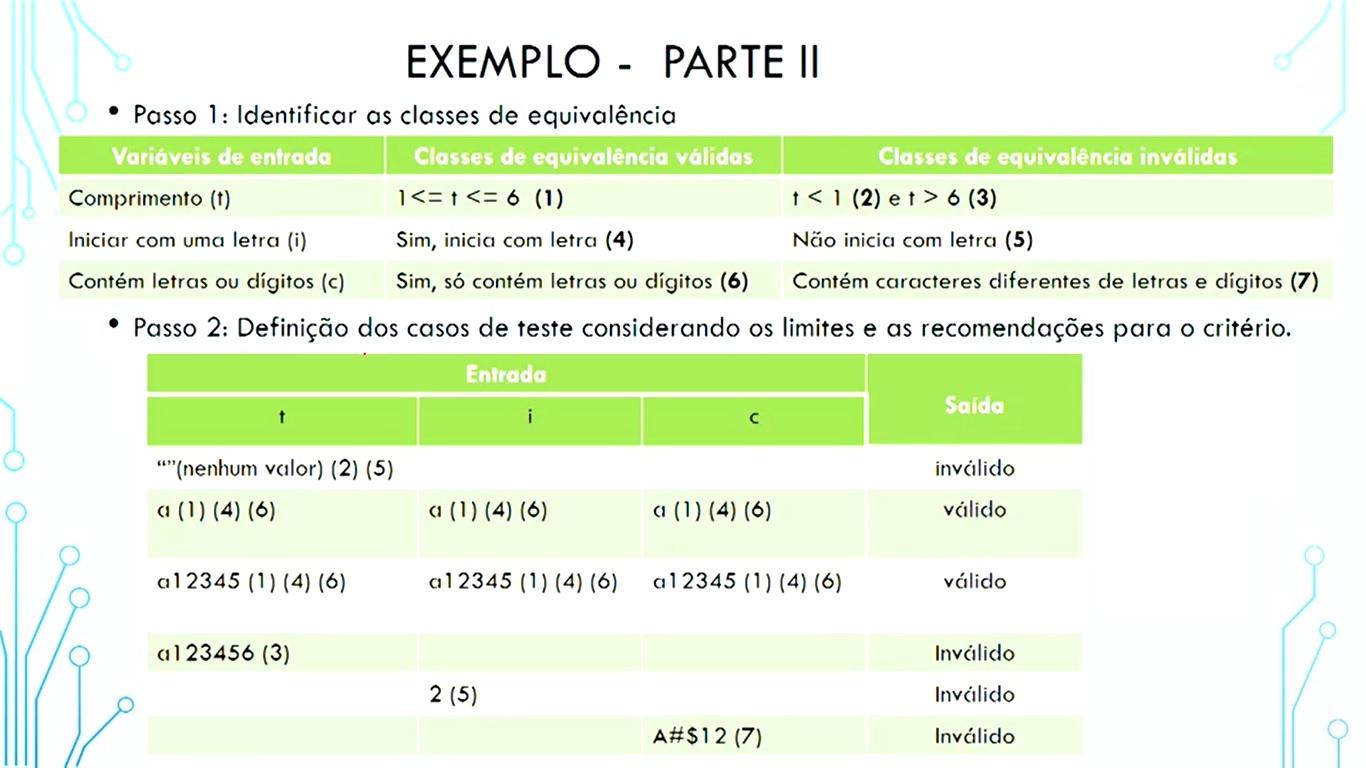 EXEMPLO - PARTE II
• Passo 1: Identificar as classes de equivalência
Variáveis de entrada Classes de equivalência válidas Classes de equivalência inválidas
Comprimento (t) 1<= t <= 6 (1) t < 1 (2) e t > 6 (3)
Iniciar com uma letra (i) Sim, inicia com letra (4) Não inicia com letra (5)
Contém letras ou dígitos (c) Sim, só contém letras ou dígitos (6) Contém caracteres diferentes de letras e dígitos (7)
• Passo 2: Definição dos casos de teste considerando os limites e as recomendações para o critério.
Entrada Saída
t i c
“”(nenhum valor) (2) (5) inválido
a (1) (4) (6) a (1) (4) (6) a (1) (4) (6) válido
a12345 (1) (4) (6) a12345 (1) (4) (6) a12345 (1) (4) (6) válido
a123456 (3) Inválido
2 (5) Inválido
A#$12 (7) Inválido